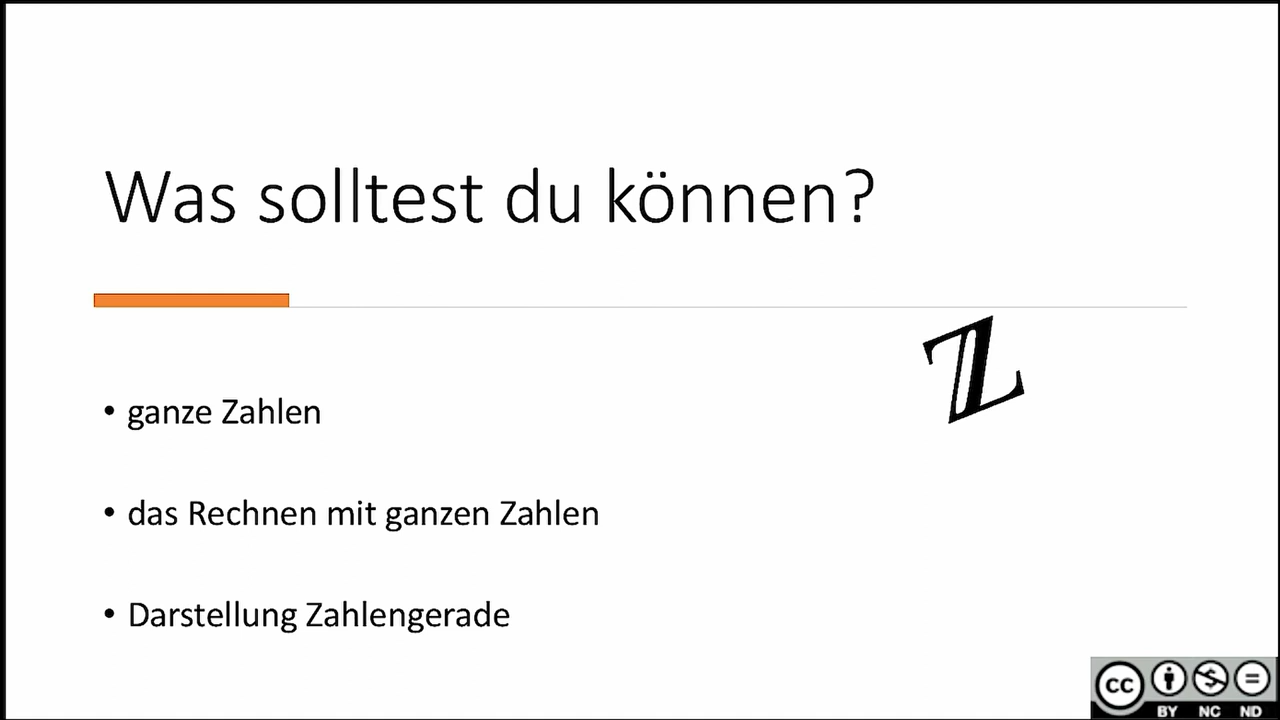 Was solltest du können?
ℤ
• ganze Zahlen
• das Rechnen mit ganzen Zahlen
• Darstellung Zahlengerade
cc
BY NC ND